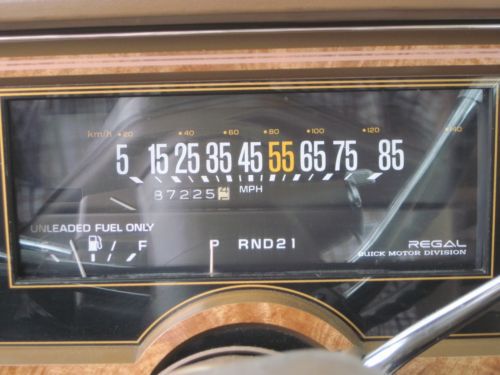 km/h 20 40 60 80 100 120 140
5 15 25 35 45 55 65 75 85
87225 MPH
UNLEADED FUEL ONLY
F P RND21 REGAL
BUICK MOTOR DIVISION